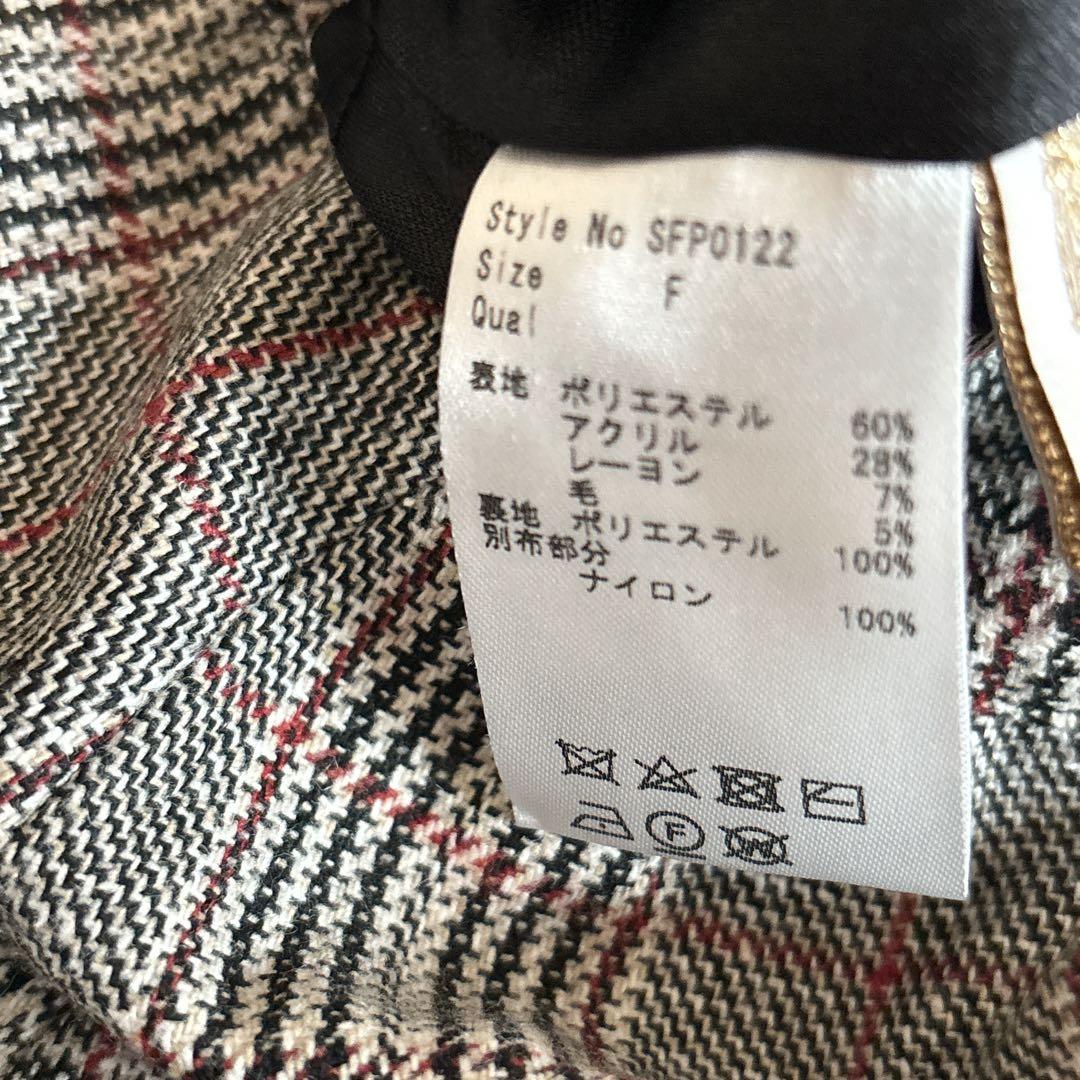 Style No SFP0122
Size F
Qual
表地 ポリエステル 60%
アクリル 28%
レーヨン 7%
毛 5%
裏地 ポリエステル 100%
別布部分
ナイロン 100%
F
W